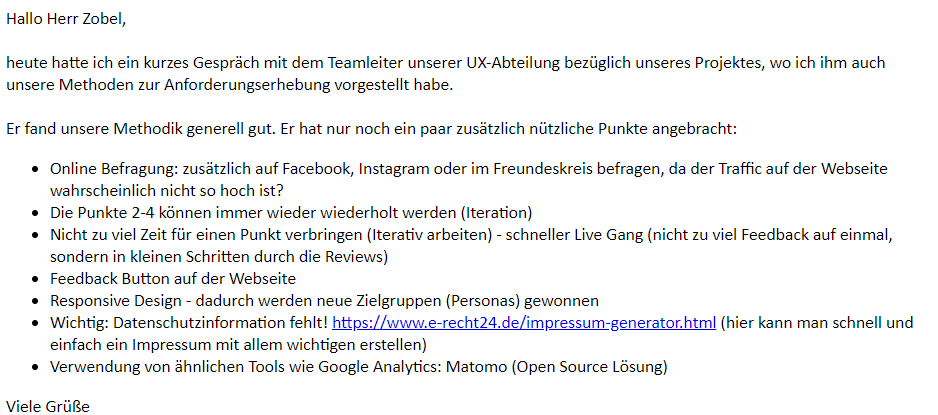 Hallo Herr Zobel,
heute hatte ich ein kurzes Gespräch mit dem Teamleiter unserer UX-Abteilung bezüglich unseres Projektes, wo ich ihm auch
unsere Methoden zur Anforderungserhebung vorgestellt habe.
Er fand unsere Methodik generell gut. Er hat nur noch ein paar zusätzlich nützliche Punkte angebracht:
• Online Befragung: zusätzlich auf Facebook, Instagram oder im Freundeskreis befragen, da der Traffic auf der Webseite
wahrscheinlich nicht so hoch ist?
• Die Punkte 2-4 können immer wieder wiederholt werden (Iteration)
• Nicht zu viel Zeit für einen Punkt verbringen (Iterativ arbeiten) - schneller Live Gang (nicht zu viel Feedback auf einmal,
sondern in kleinen Schritten durch die Reviews)
• Feedback Button auf der Webseite
• Responsive Design - dadurch werden neue Zielgruppen (Personas) gewonnen
• Wichtig: Datenschutzinformation fehlt! https://www.e-recht24.de/impressum-generator.html (hier kann man schnell und
einfach ein Impressum mit allem wichtigen erstellen)
• Verwendung von ähnlichen Tools wie Google Analytics: Matomo (Open Source Lösung)
Viele Grüße